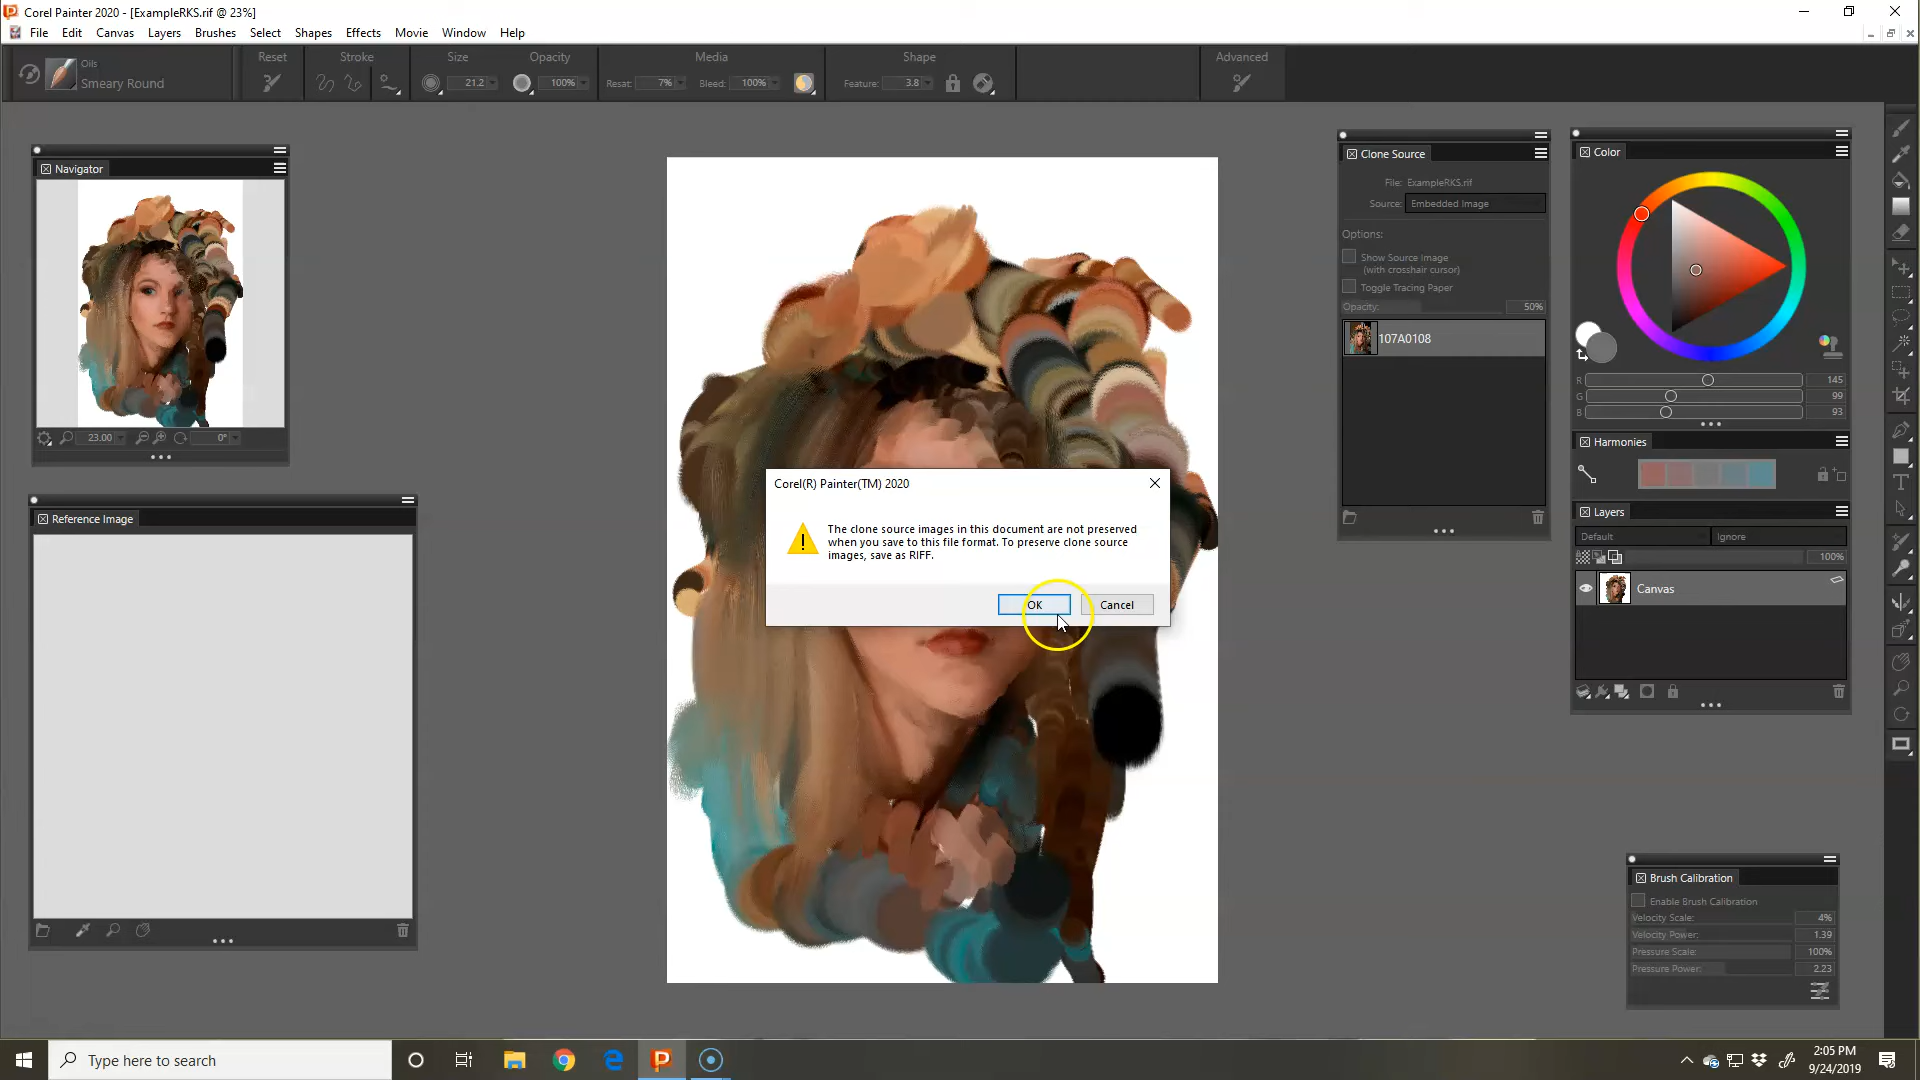 Corel Painter 2020 - [ExampleRKS.rif @ 23%]
File Edit Canvas Layers Brushes Select Shapes Effects Movie Window Help
Oils
Smeary Round
Reset
Stroke
Size
21.2
Opacity
100%
Media
Resat: 7%
Bleed: 100%
Shape
Feature: 3.8
Advanced
Navigator
23.00
0°
Reference Image
Corel(R) Painter(TM) 2020
The clone source images in this document are not preserved
when you save to this file format. To preserve clone source
images, save as RIFF.
OK
Cancel
Clone Source
File: ExampleRKS.rif
Source: Embedded Image
Options:
Show Source Image
(with crosshair cursor)
Toggle Tracing Paper
Opacity: 50%
107A0108
Color
R 145
G 99
B 93
Harmonies
Layers
Default
Ignore
100%
Canvas
Brush Calibration
Enable Brush Calibration
Velocity Scale: 4%
Velocity Power: 1.39
Pressure Scale: 100%
Pressure Power: 2.23
Type here to search
2:05 PM
9/24/2019